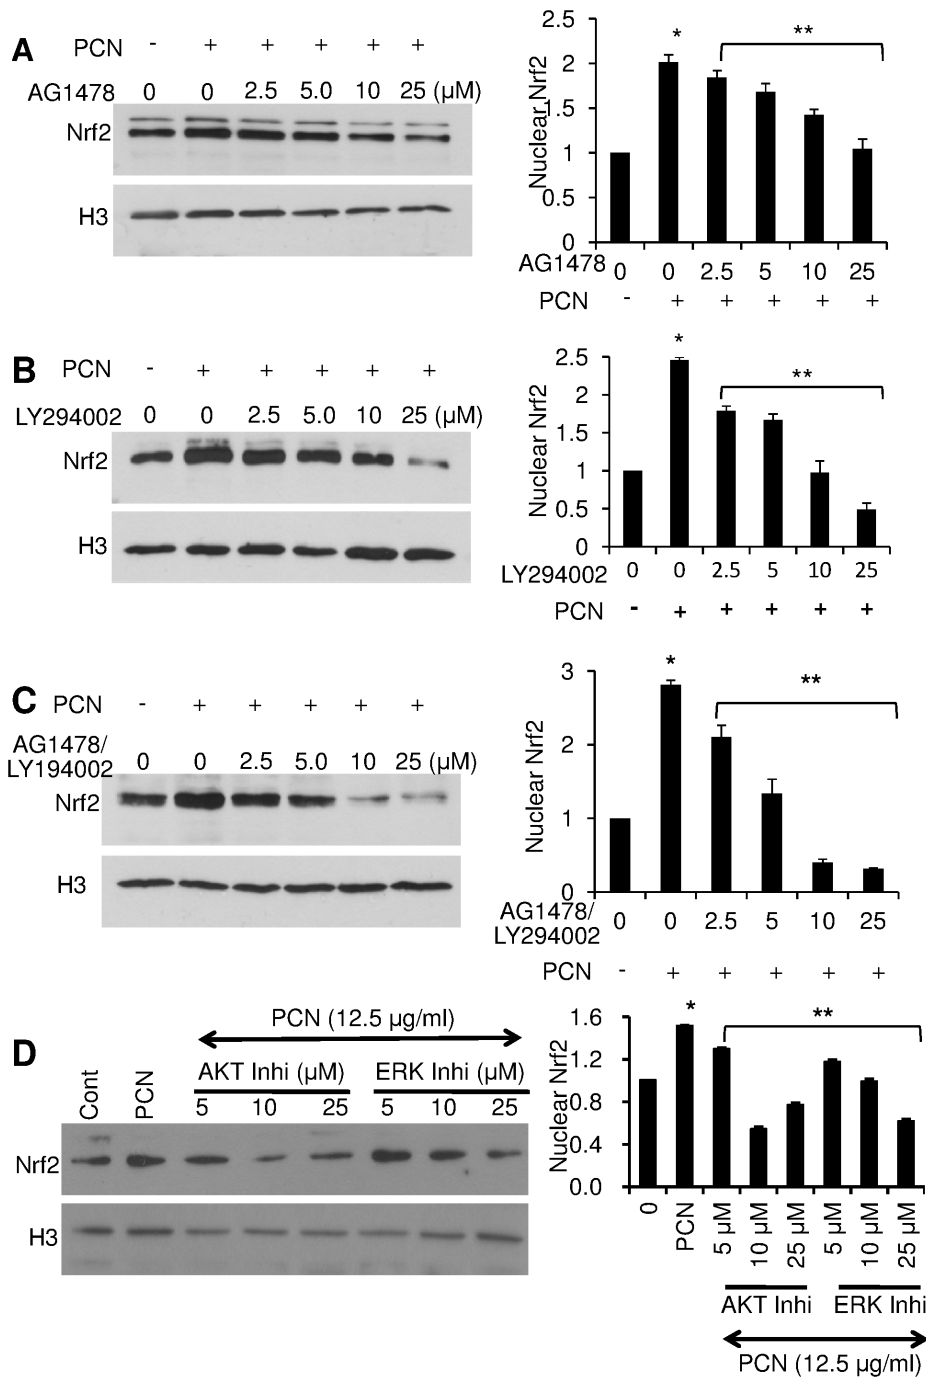 A
PCN - + + + + +
AG1478 0 0 2.5 5.0 10 25 (μM)
Nrf2
H3
Nuclear Nrf2
2.5
2
1.5
1
0.5
0
*
**
AG1478 0 0 2.5 5 10 25
PCN - + + + + +
B
PCN - + + + + +
LY294002 0 0 2.5 5.0 10 25 (μM)
Nrf2
H3
Nuclear Nrf2
2.5
2
1.5
1
0.5
0
*
**
LY294002 0 0 2.5 5 10 25
PCN - + + + + +
C
PCN - + + + + +
AG1478/
LY194002 0 0 2.5 5.0 10 25 (μM)
Nrf2
H3
Nuclear Nrf2
3
2
1
0
*
**
AG1478/
LY294002 0 0 2.5 5 10 25
PCN - + + + + +
D
PCN (12.5 μg/ml)
AKT Inhi (μM) ERK Inhi (μM)
Cont PCN 5 10 25 5 10 25
Nrf2
H3
Nuclear Nrf2
1.6
1.2
0.8
0.4
0.0
*
**
0 PCN 5 μM 10 μM 25 μM 5 μM 10 μM 25 μM
AKT Inhi ERK Inhi
PCN (12.5 μg/ml)